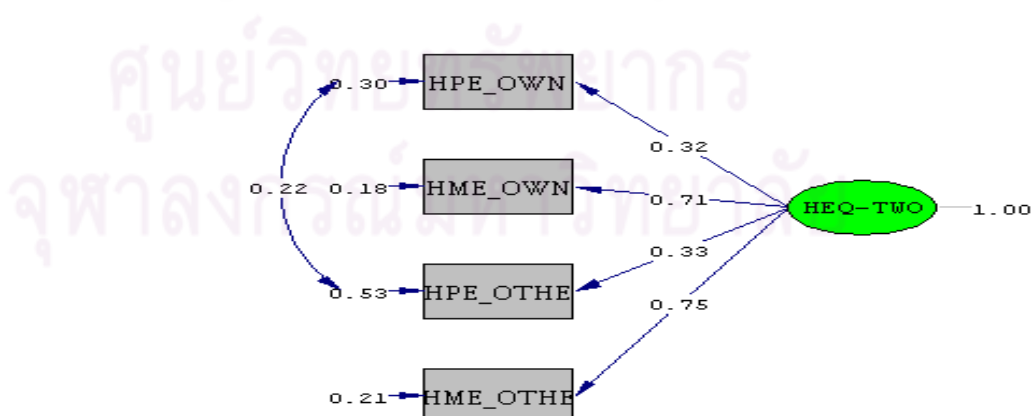 ศูนย์วิทยทรัพยากร
จุฬาลงกรณ์มหาวิทยาลัย
0.30 HPE_OWN
0.32
0.22 0.18 HME_OWN
0.71 HEQ-TWO 1.00
0.33
0.53 HPE_OTHE
0.75
0.21 HME_OTHE